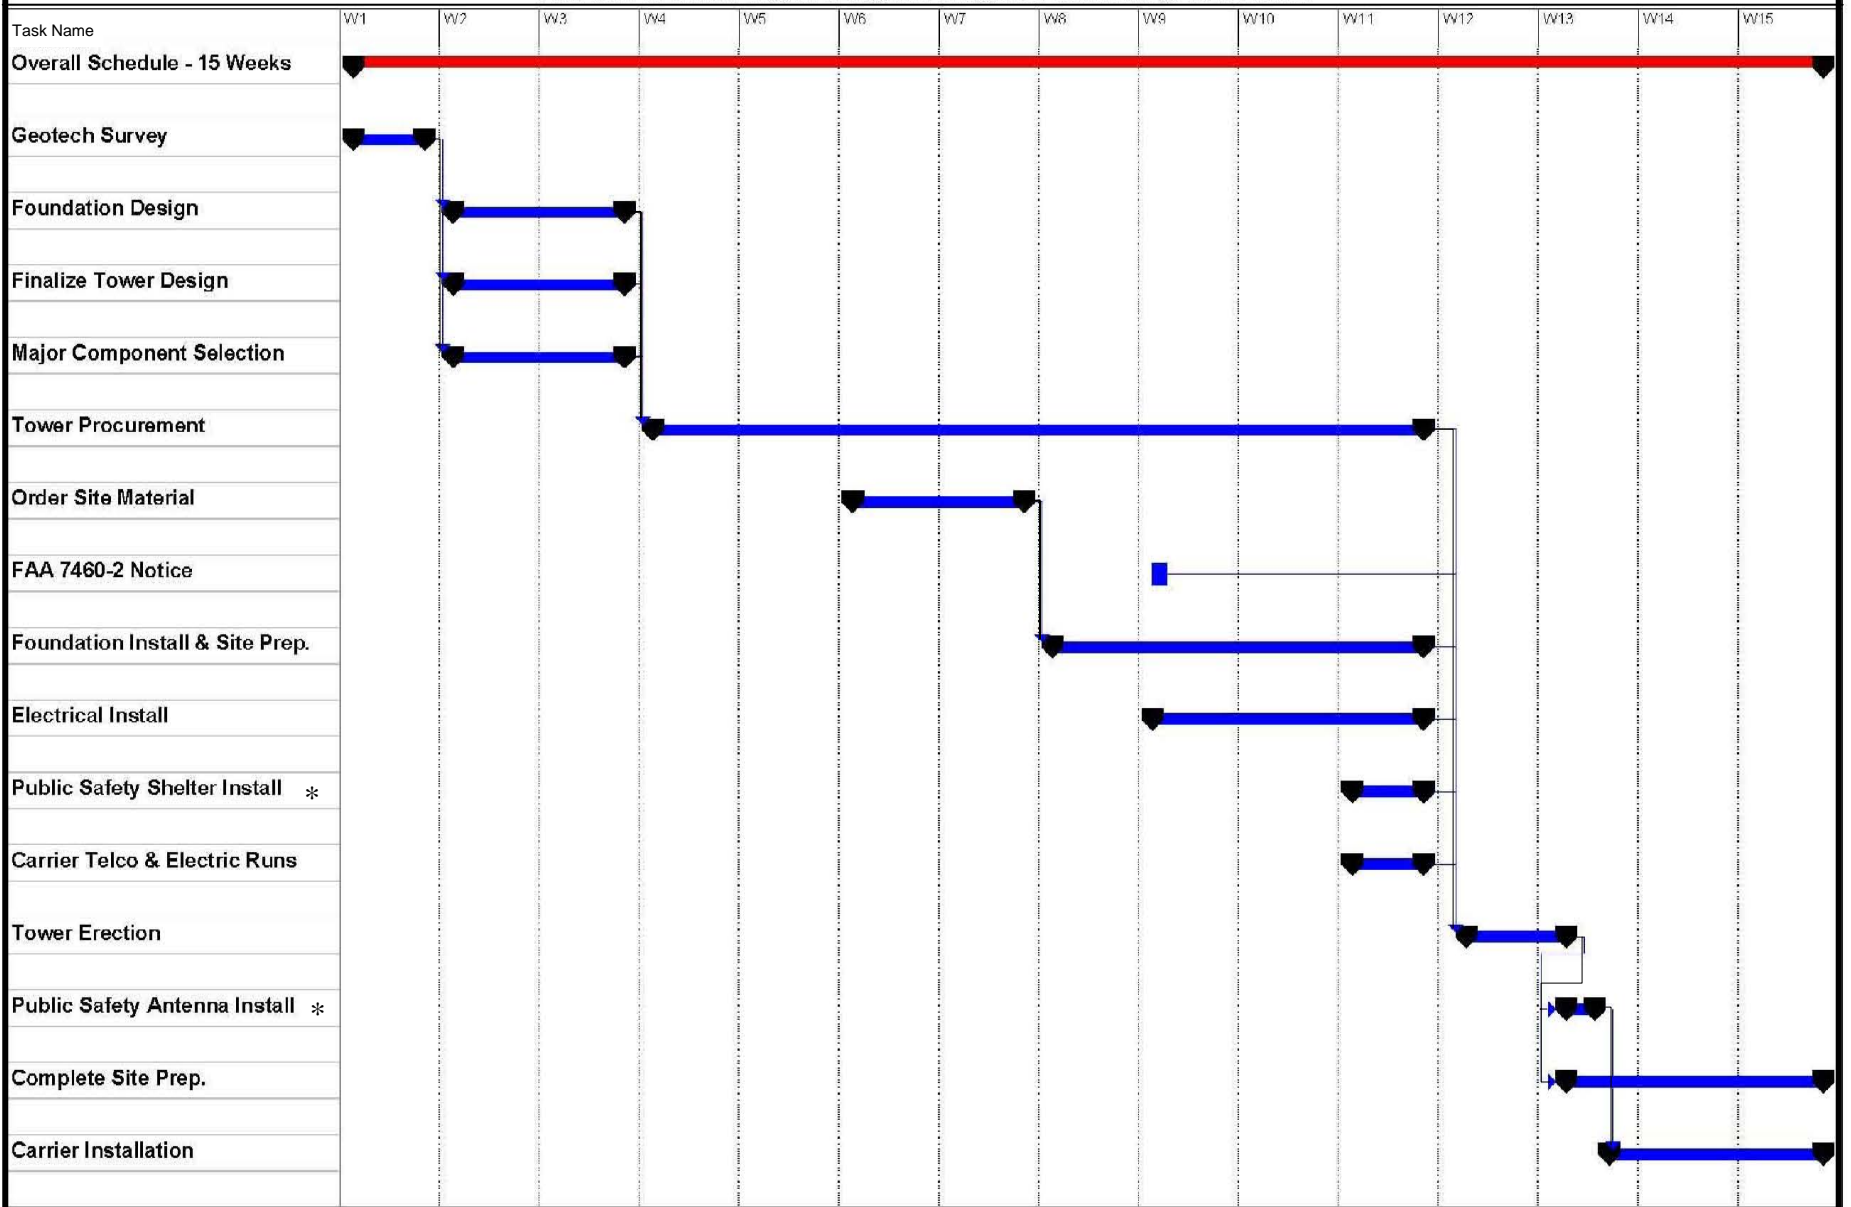 W1 W2 W3 W4 W5 W6 W7 W8 W9 W10 W11 W12 W13 W14 W15
Task Name
Overall Schedule - 15 Weeks
Geotech Survey
Foundation Design
Finalize Tower Design
Major Component Selection
Tower Procurement
Order Site Material
FAA 7460-2 Notice
Foundation Install & Site Prep.
Electrical Install
Public Safety Shelter Install *
Carrier Telco & Electric Runs
Tower Erection
Public Safety Antenna Install *
Complete Site Prep.
Carrier Installation